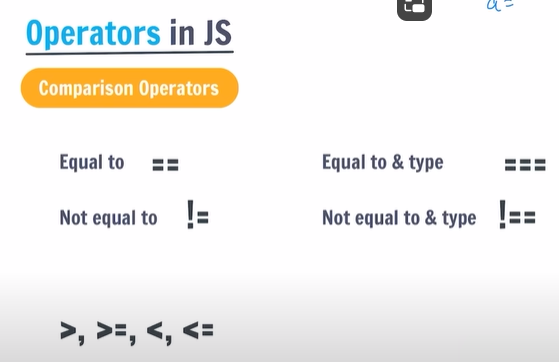 a=
Operators in JS
Comparison Operators
Equal to ==
Equal to & type ===
Not equal to !=
Not equal to & type !==
>, >=, <, <=